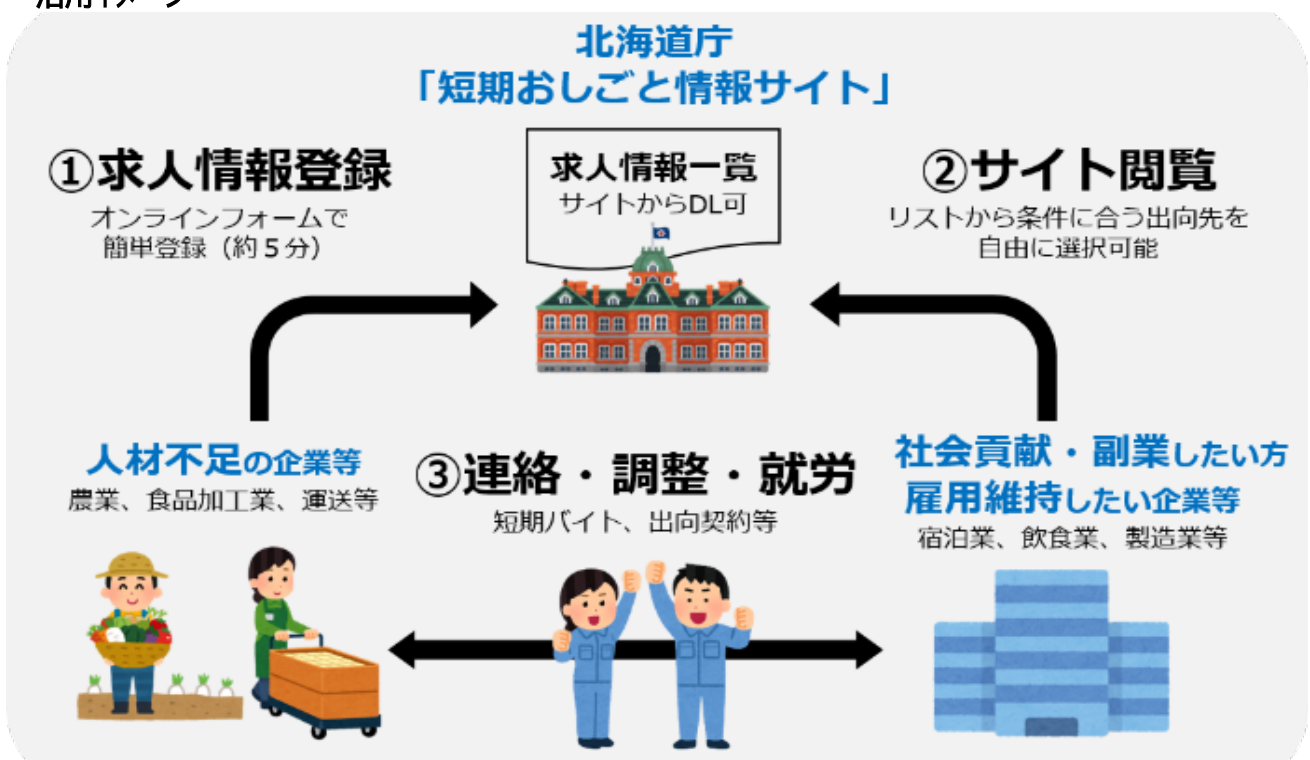 北海道庁
「短期おしごと情報サイト」
①求人情報登録
オンラインフォームで
簡単登録（約５分）
求人情報一覧
サイトからDL可
②サイト閲覧
リストから条件に合う出向先を
自由に選択可能
人材不足の企業等
農業、食品加工業、運送等
③連絡・調整・就労
短期バイト、出向契約等
社会貢献・副業したい方
雇用維持したい企業等
宿泊業、飲食業、製造業等